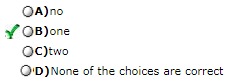 A)no
B)one
C)two
D)None of the choices are correct